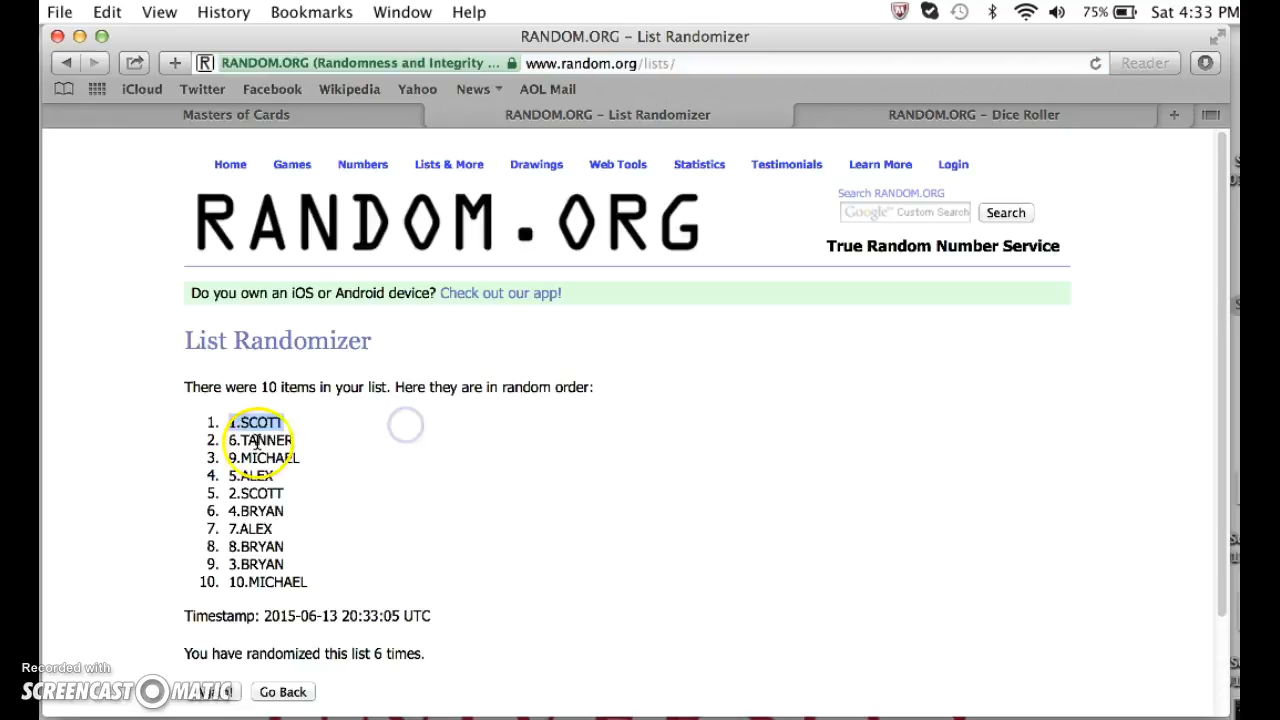 File Edit View History Bookmarks Window Help 75% Sat 4:33 PM
RANDOM.ORG – List Randomizer
R RANDOM.ORG (Randomness and Integrity ... www.random.org/lists/ Reader
iCloud Twitter Facebook Wikipedia Yahoo News AOL Mail
Masters of Cards RANDOM.ORG – List Randomizer RANDOM.ORG – Dice Roller
Home Games Numbers Lists & More Drawings Web Tools Statistics Testimonials Learn More Login
Search RANDOM.ORG
RANDOM.ORG
Google™ Custom Search Search
True Random Number Service
Do you own an iOS or Android device? Check out our app!
List Randomizer
There were 10 items in your list. Here they are in random order:
1. 1.SCOTT
2. 6.TANNER
3. 9.MICHAEL
4. 5.ALEX
5. 2.SCOTT
6. 4.BRYAN
7. 7.ALEX
8. 8.BRYAN
9. 3.BRYAN
10. 10.MICHAEL
Timestamp: 2015-06-13 20:33:05 UTC
You have randomized this list 6 times.
Recorded with
SCREENCAST MATIC
Go Back